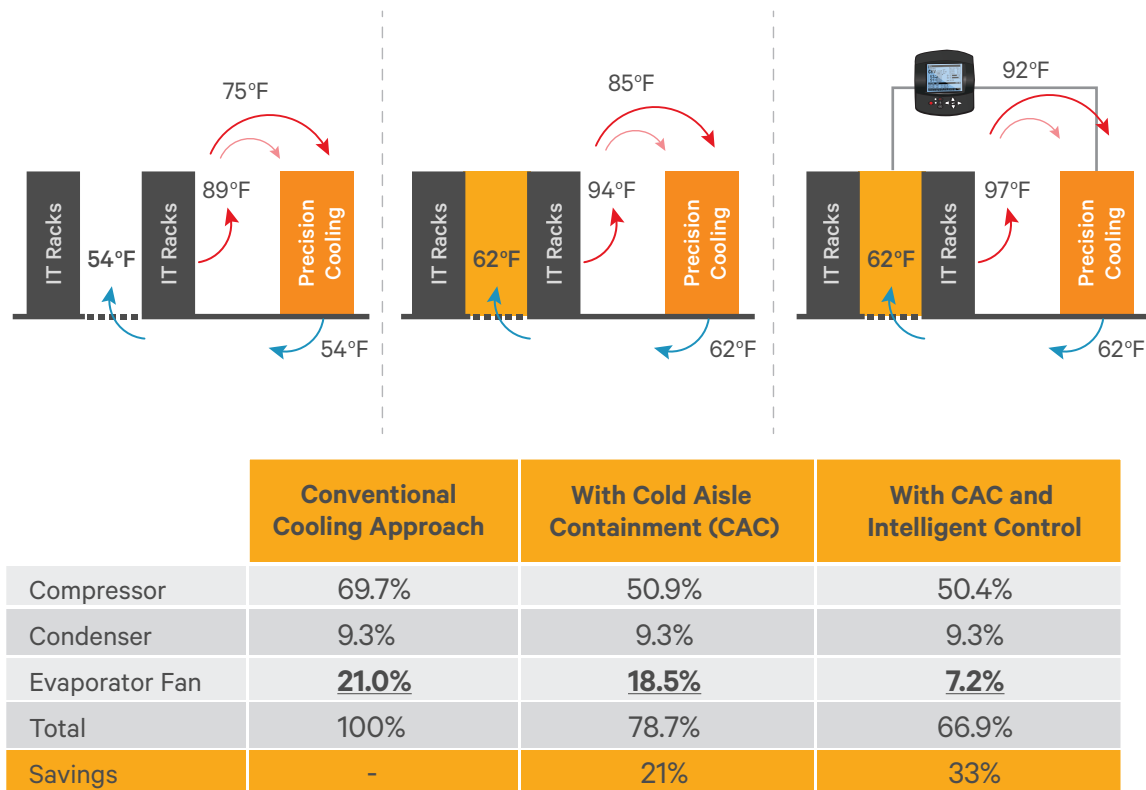 75°F
89°F
IT Racks
54°F
IT Racks
Precision
Cooling
54°F
85°F
94°F
IT Racks
62°F
IT Racks
Precision
Cooling
62°F
92°F
97°F
IT Racks
62°F
IT Racks
Precision
Cooling
62°F
Conventional
Cooling Approach
With Cold Aisle
Containment (CAC)
With CAC and
Intelligent Control
Compressor 69.7% 50.9% 50.4%
Condenser 9.3% 9.3% 9.3%
Evaporator Fan 21.0% 18.5% 7.2%
Total 100% 78.7% 66.9%
Savings - 21% 33%